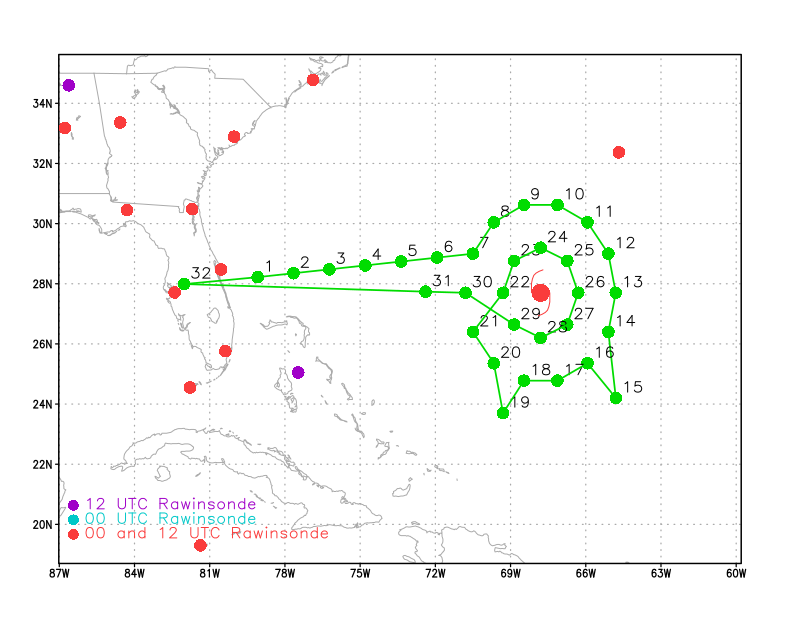 34N
32N
30N
28N
26N
24N
22N
20N
87W 84W 81W 78W 75W 72W 69W 66W 63W 60W
9 10
8 11
7 24 12
1 2 3 4 5 6 23 25
32 31 30 22 26 13
21 29 28 27 14
20 18 17 16
19 15
12 UTC Rawinsonde
00 UTC Rawinsonde
00 and 12 UTC Rawinsonde